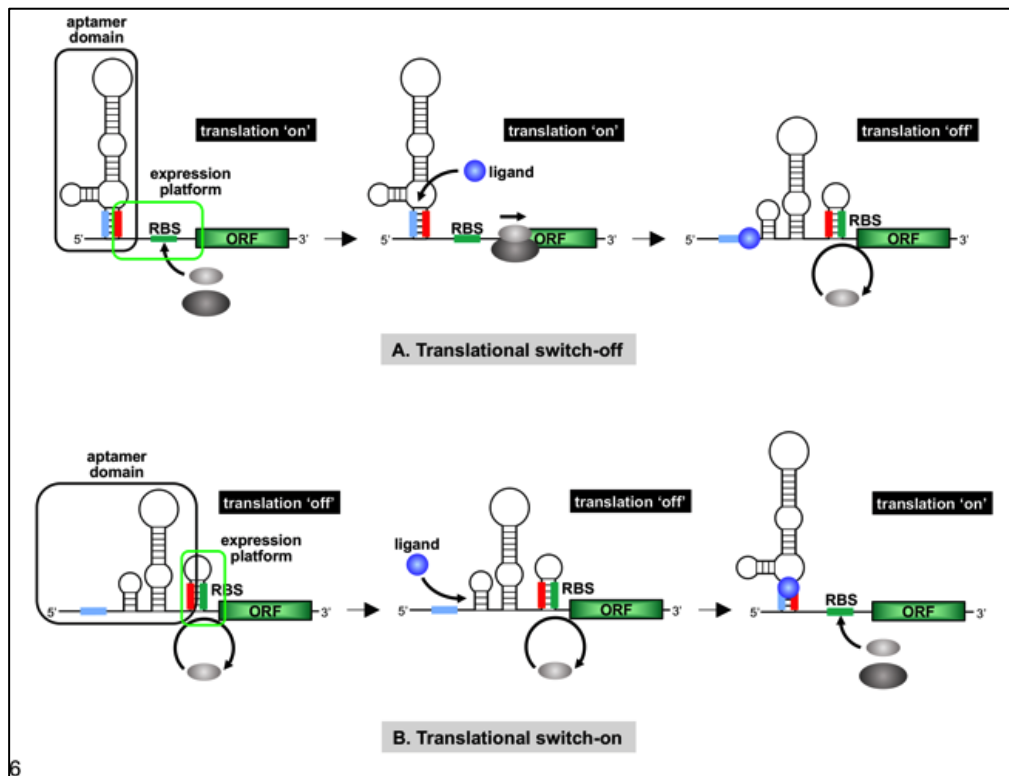 aptamer
domain
translation 'on'
expression
platform
RBS
5'
ORF
3'
translation 'on'
ligand
RBS
5'
ORF
3'
translation 'off'
RBS
5'
ORF
3'
A. Translational switch-off
aptamer
domain
translation 'off'
expression
platform
RBS
5'
ORF
3'
translation 'off'
ligand
RBS
5'
ORF
3'
translation 'on'
RBS
5'
ORF
3'
B. Translational switch-on
6